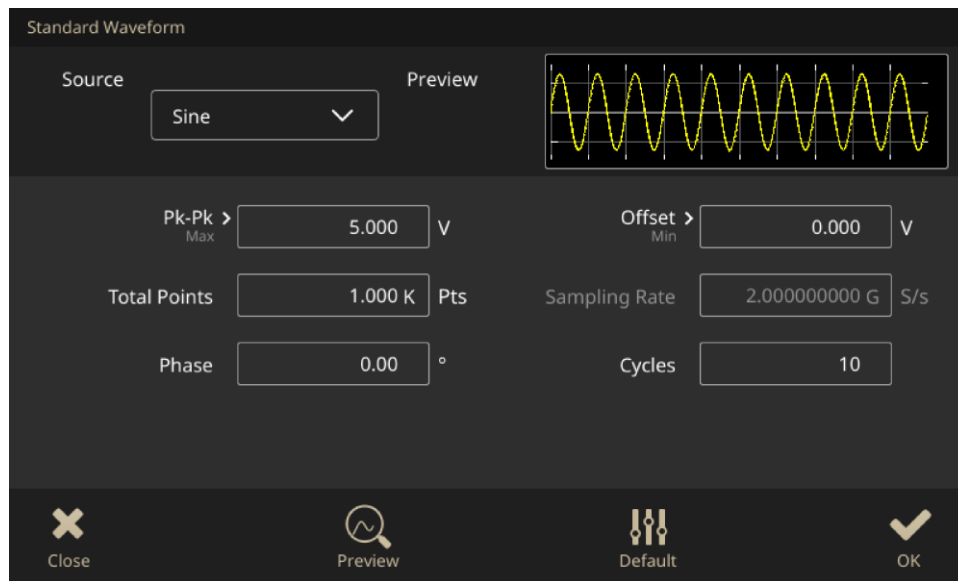 Standard Waveform
Source
Preview
Sine
Pk-Pk
Max
5.000
V
Offset
Min
0.000
V
Total Points
1.000 K
Pts
Sampling Rate
2.000000000 G
S/s
Phase
0.00
°
Cycles
10
Close
Preview
Default
OK